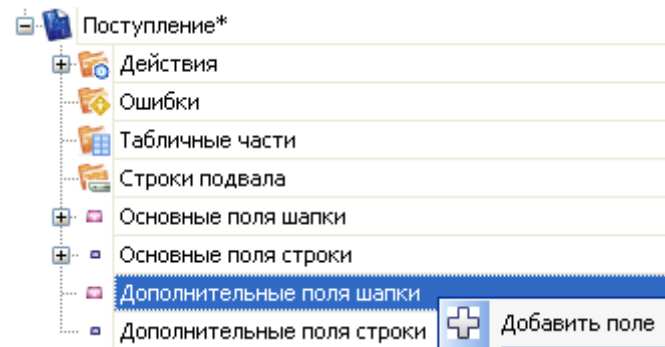 Поступление*
Действия
Ошибки
Табличные части
Строки подвала
Основные поля шапки
Основные поля строки
Дополнительные поля шапки
Добавить поле
Дополнительные поля строки